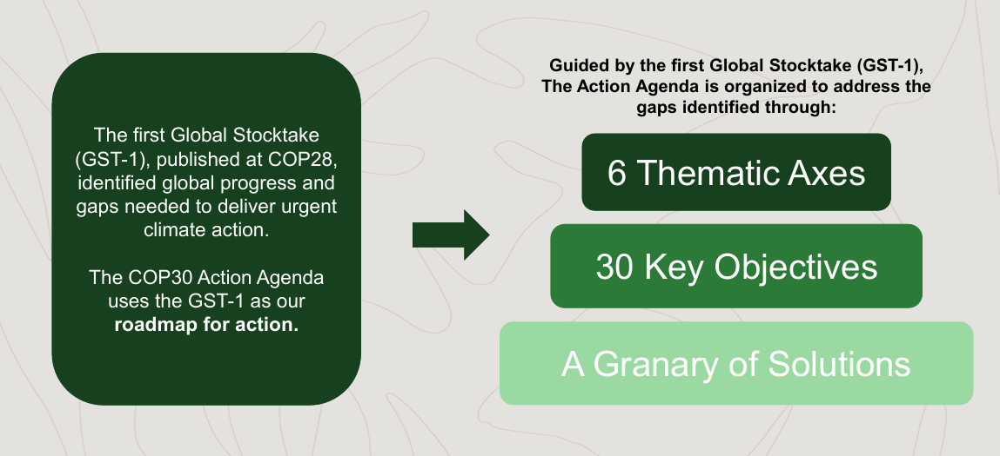 The first Global Stocktake
(GST-1), published at COP28,
identified global progress and
gaps needed to deliver urgent
climate action.
The COP30 Action Agenda
uses the GST-1 as our
roadmap for action.
Guided by the first Global Stocktake (GST-1),
The Action Agenda is organized to address the
gaps identified through:
6 Thematic Axes
30 Key Objectives
A Granary of Solutions